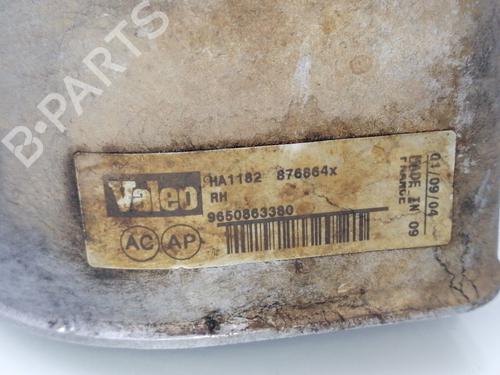 B-PARTS
Valeo
HA1182 876864x
RH
9650863380
AC AP
01/09/04
MADE IN 09
FRANCE